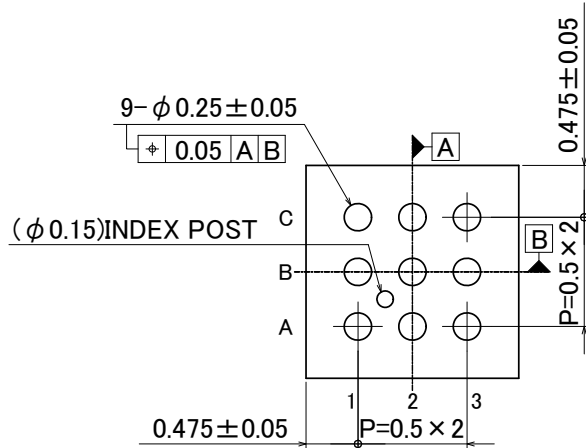 9-φ0.25±0.05
⌖ 0.05 A B
A
0.475±0.05
(φ0.15)INDEX POST
C
B
A
B
P=0.5×2
1 2 3
0.475±0.05 P=0.5×2